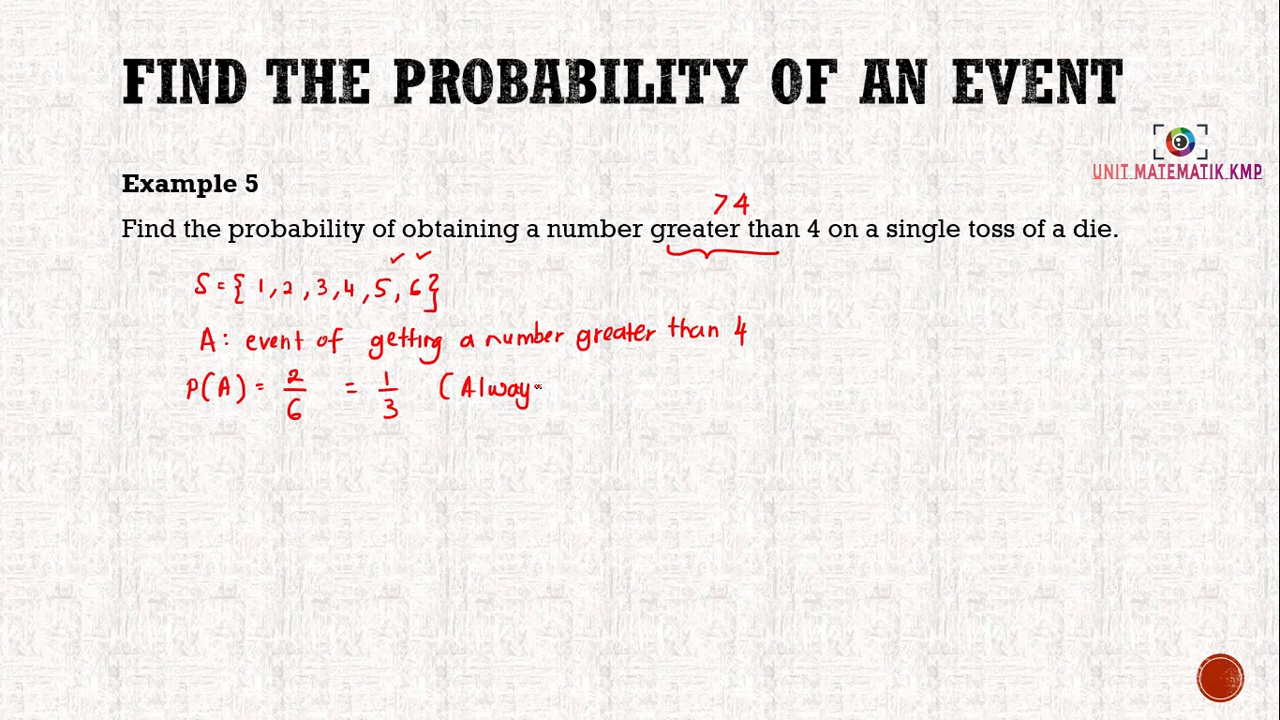 FIND THE PROBABILITY OF AN EVENT
UNIT MATEMATIK.KMP
Example 5
>4
Find the probability of obtaining a number greater than 4 on a single toss of a die.
S = { 1, 2, 3, 4, 5, 6 }
A : event of getting a number greater than 4
P(A) = 2/6 = 1/3 ( Alway